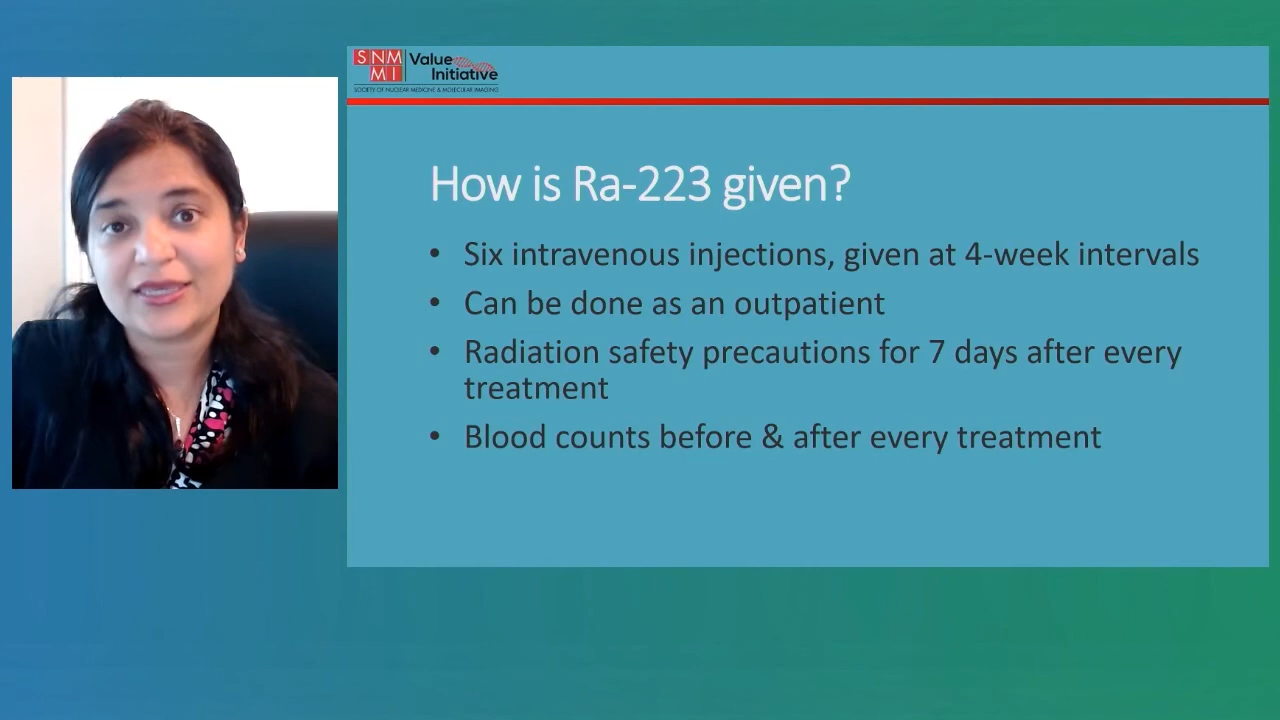 SNM
MI
Value
Initiative
SOCIETY OF NUCLEAR MEDICINE & MOLECULAR IMAGING
How is Ra-223 given?
• Six intravenous injections, given at 4-week intervals
• Can be done as an outpatient
• Radiation safety precautions for 7 days after every
treatment
• Blood counts before & after every treatment